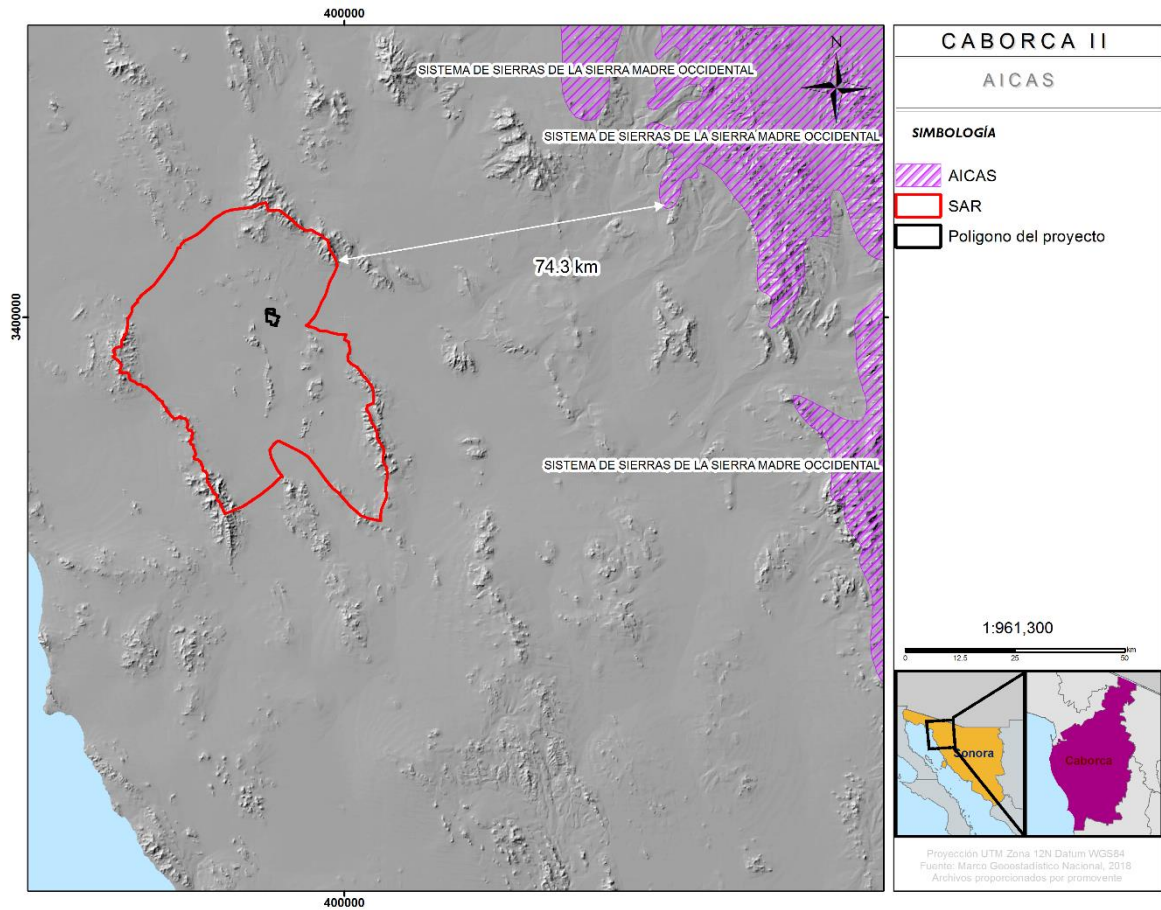 400000
CABORCA II
AICAS
N
SISTEMA DE SIERRAS DE LA SIERRA MADRE OCCIDENTAL
SISTEMA DE SIERRAS DE LA SIERRA MADRE OCCIDENTAL
SIMBOLOGÍA
AICAS
SAR
Poligono del proyecto
74.3 km
3400000
3400000
SISTEMA DE SIERRAS DE LA SIERRA MADRE OCCIDENTAL
1:961,300
km
0 12.5 25 50
Sonora
Caborca
Proyección UTM Zona 12N Datum WGS84
Fuente: Marco Geoestadístico Nacional, 2018
Archivos proporcionados por promovente
400000